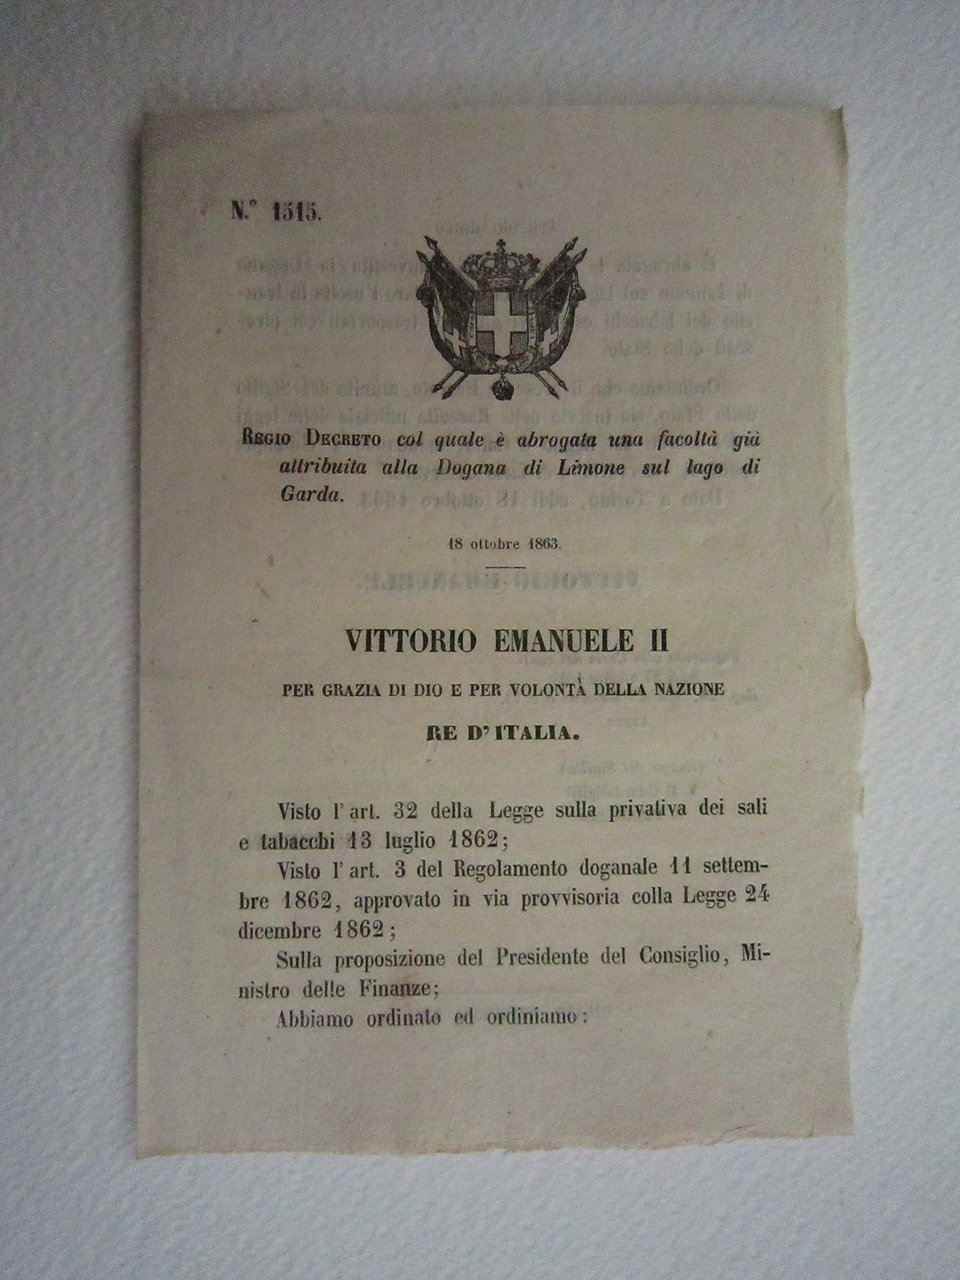 N.º 1515.
REGIO DECRETO col quale è abrogata una facoltà già
attribuita alla Dogana di Limone sul lago di
Garda.
18 ottobre 1863.
VITTORIO EMANUELE II
PER GRAZIA DI DIO E PER VOLONTÀ DELLA NAZIONE
RE D'ITALIA.
Visto l'art. 32 della Legge sulla privativa dei sali
e tabacchi 13 luglio 1862;
Visto l'art. 3 del Regolamento doganale 11 settem-
bre 1862, approvato in via provvisoria colla Legge 24
dicembre 1862;
Sulla proposizione del Presidente del Consiglio, Mi-
nistro delle Finanze;
Abbiamo ordinato ed ordiniamo: